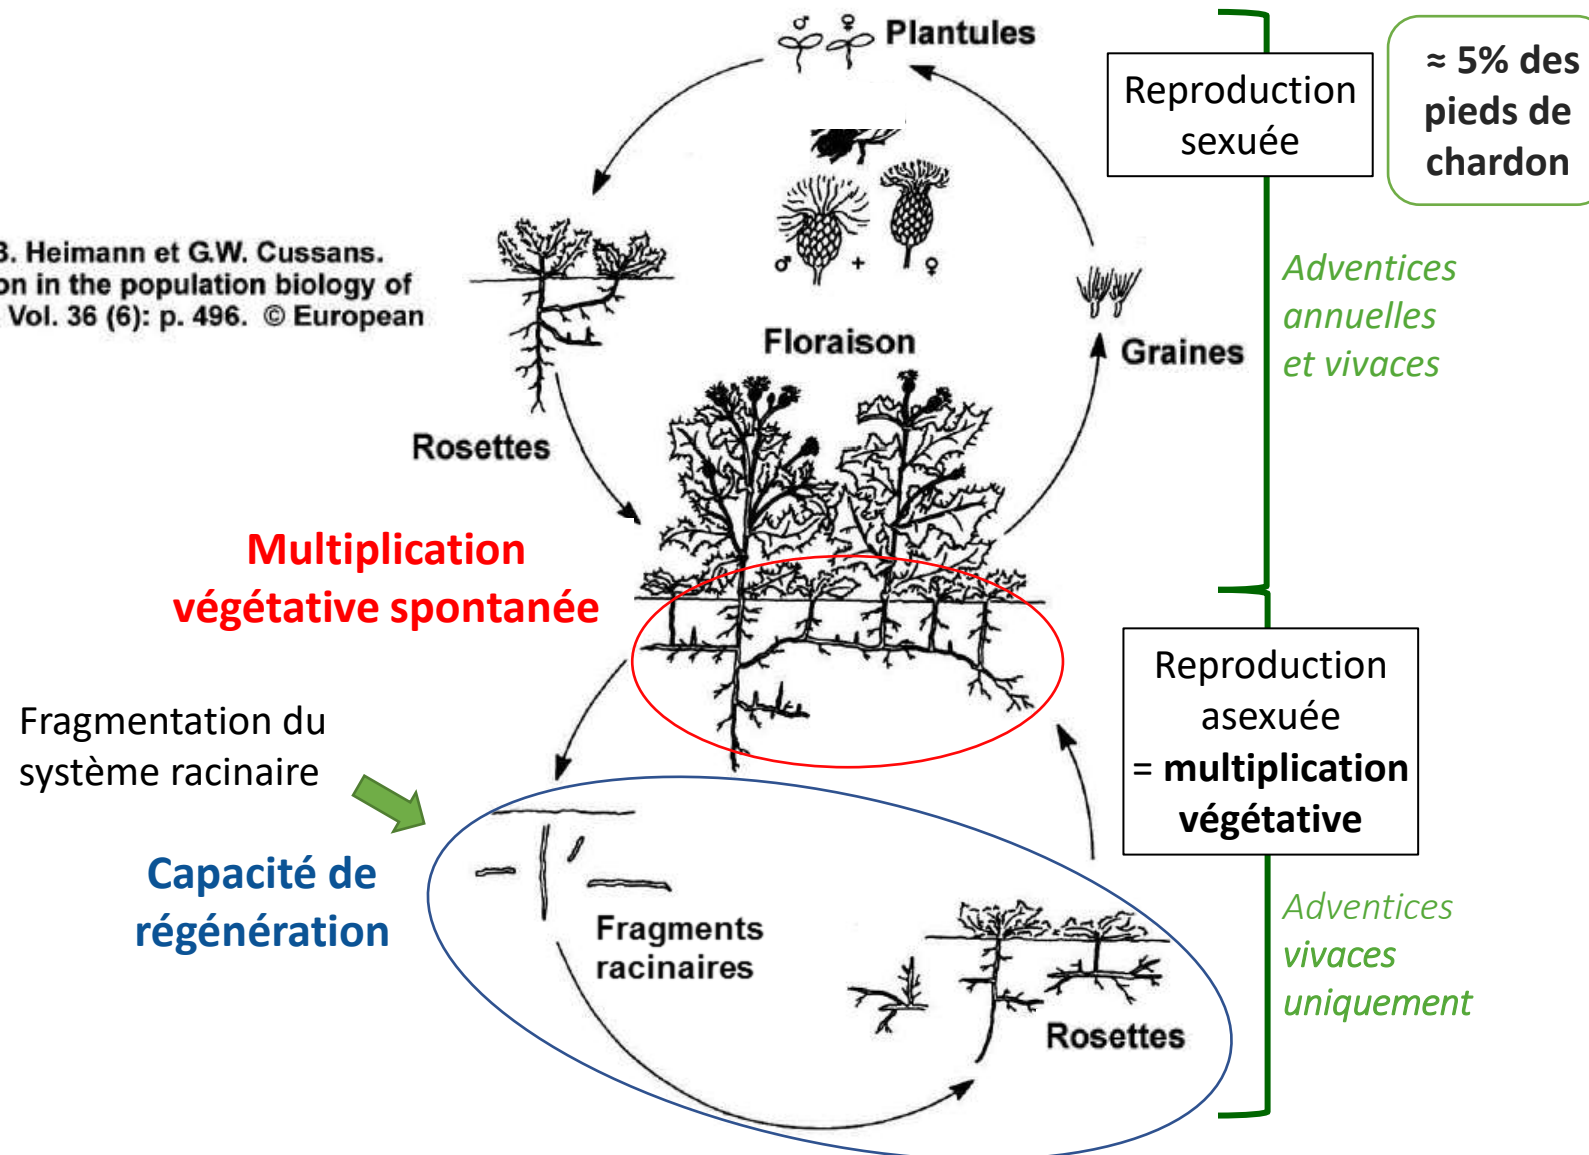 ♂ ♀ Plantules
Reproduction
sexuée
≈ 5% des
pieds de
chardon
B. Heimann et G.W. Cussans.
on in the population biology of
Vol. 36 (6): p. 496. © European
♂ + ♀
Adventices
annuelles
et vivaces
Floraison
Graines
Rosettes
Multiplication
végétative spontanée
Reproduction
asexuée
= multiplication
végétative
Fragmentation du
système racinaire
Capacité de
régénération
Fragments
racinaires
Rosettes
Adventices
vivaces
uniquement